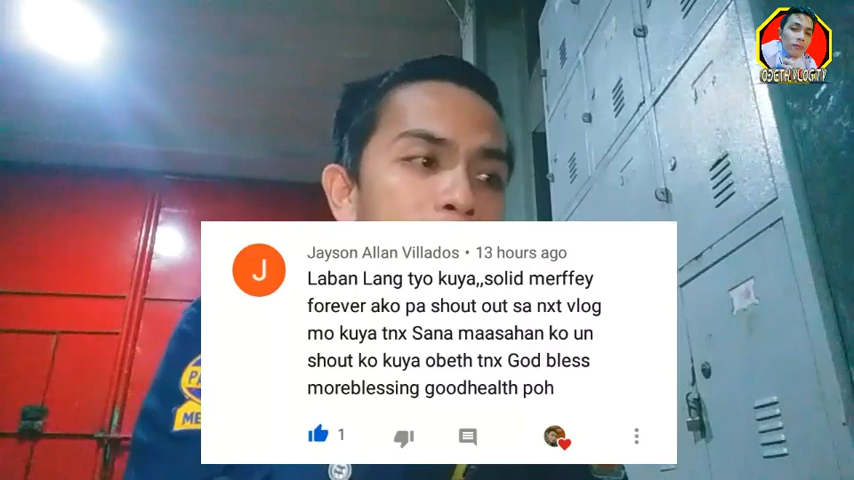 OBETH VLOG TV
Jayson Allan Villados • 13 hours ago
J
Laban Lang tyo kuya,,solid merffey
forever ako pa shout out sa nxt vlog
mo kuya tnx Sana maasahan ko un
shout ko kuya obeth tnx God bless
moreblessing goodhealth poh
1
ME